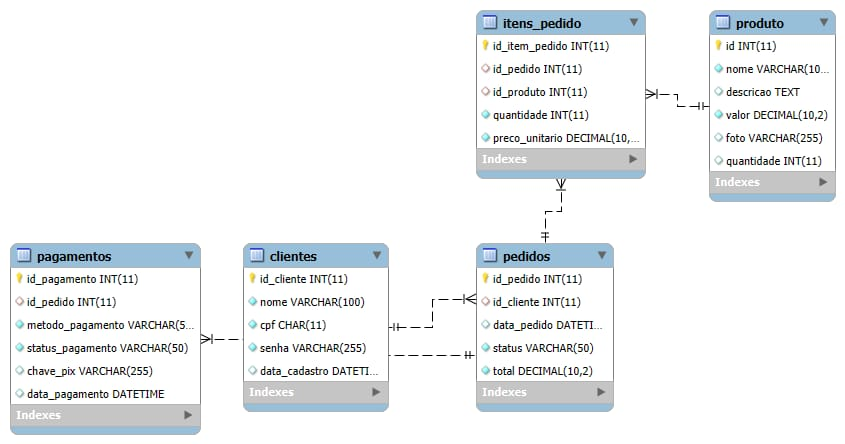 itens_pedido
id_item_pedido INT(11)
id_pedido INT(11)
id_produto INT(11)
quantidade INT(11)
preco_unitario DECIMAL(10,...
Indexes
produto
id INT(11)
nome VARCHAR(10...
descricao TEXT
valor DECIMAL(10,2)
foto VARCHAR(255)
quantidade INT(11)
Indexes
pagamentos
id_pagamento INT(11)
id_pedido INT(11)
metodo_pagamento VARCHAR(5...
status_pagamento VARCHAR(50)
chave_pix VARCHAR(255)
data_pagamento DATETIME
Indexes
clientes
id_cliente INT(11)
nome VARCHAR(100)
cpf CHAR(11)
senha VARCHAR(255)
data_cadastro DATETI...
Indexes
pedidos
id_pedido INT(11)
id_cliente INT(11)
data_pedido DATETI...
status VARCHAR(50)
total DECIMAL(10,2)
Indexes